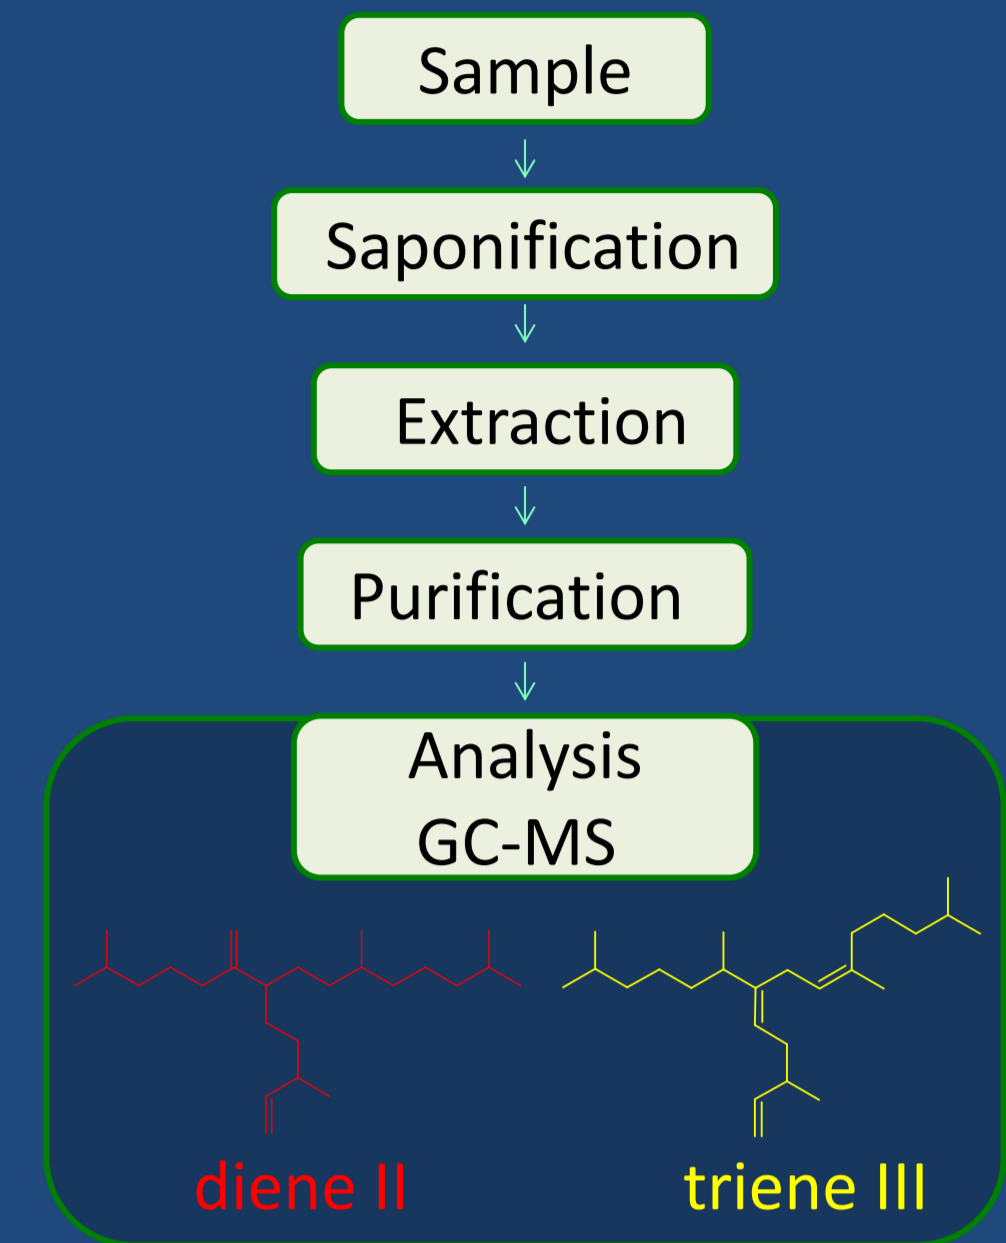 Sample
Saponification
Extraction
Purification
Analysis
GC-MS
diene II
triene III